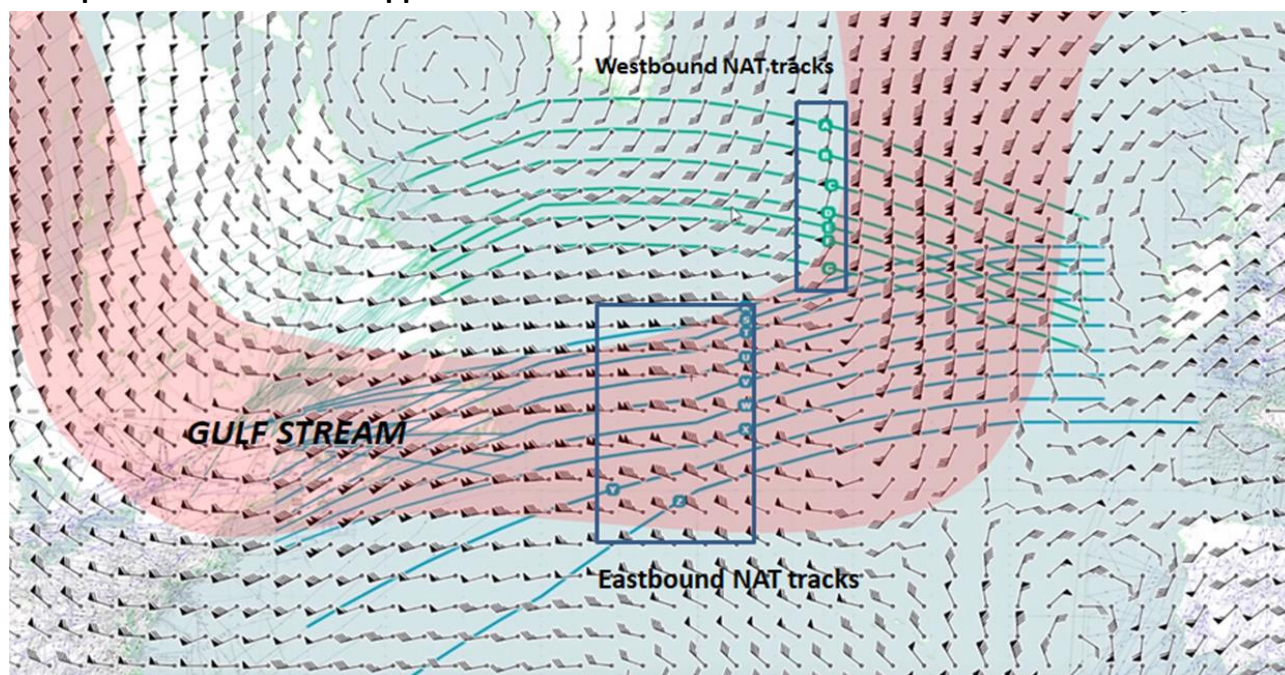 Westbound NAT tracks
A
B
C
D
E
F
G
S
T
U
V
W
X
GULF STREAM
Y
Z
Eastbound NAT tracks